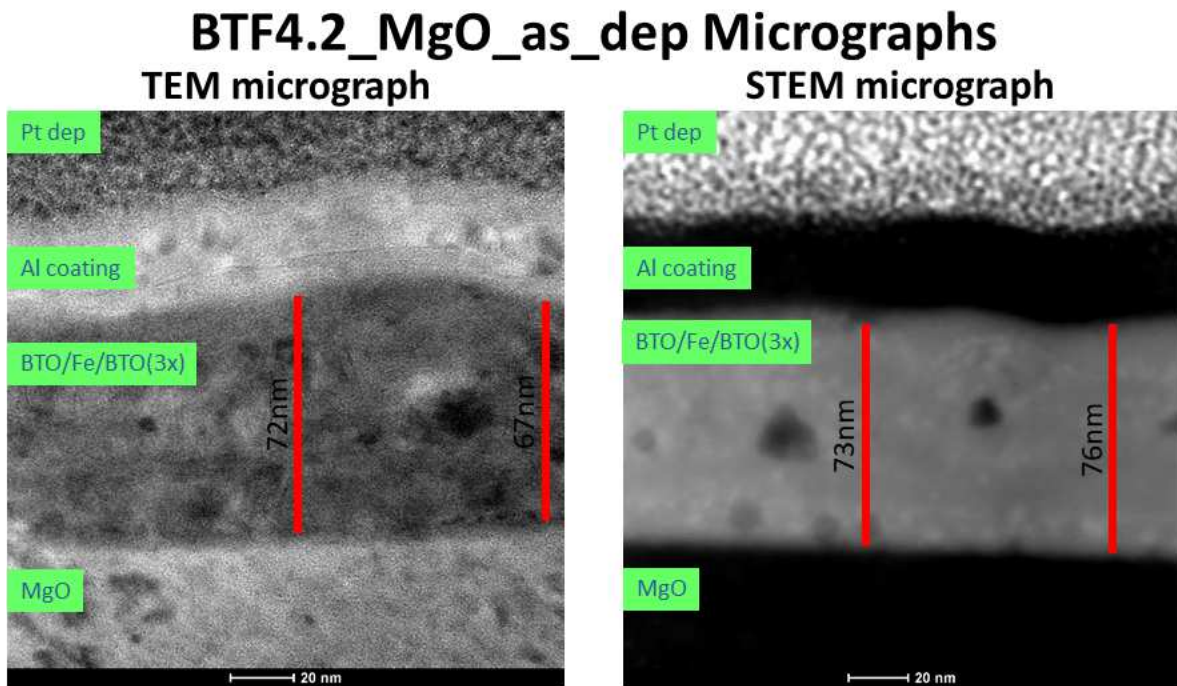 BTF4.2_MgO_as_dep Micrographs
TEM micrograph
Pt dep
Al coating
BTO/Fe/BTO(3x)
72nm
67nm
MgO
20 nm
STEM micrograph
Pt dep
Al coating
BTO/Fe/BTO(3x)
73nm
76nm
MgO
20 nm